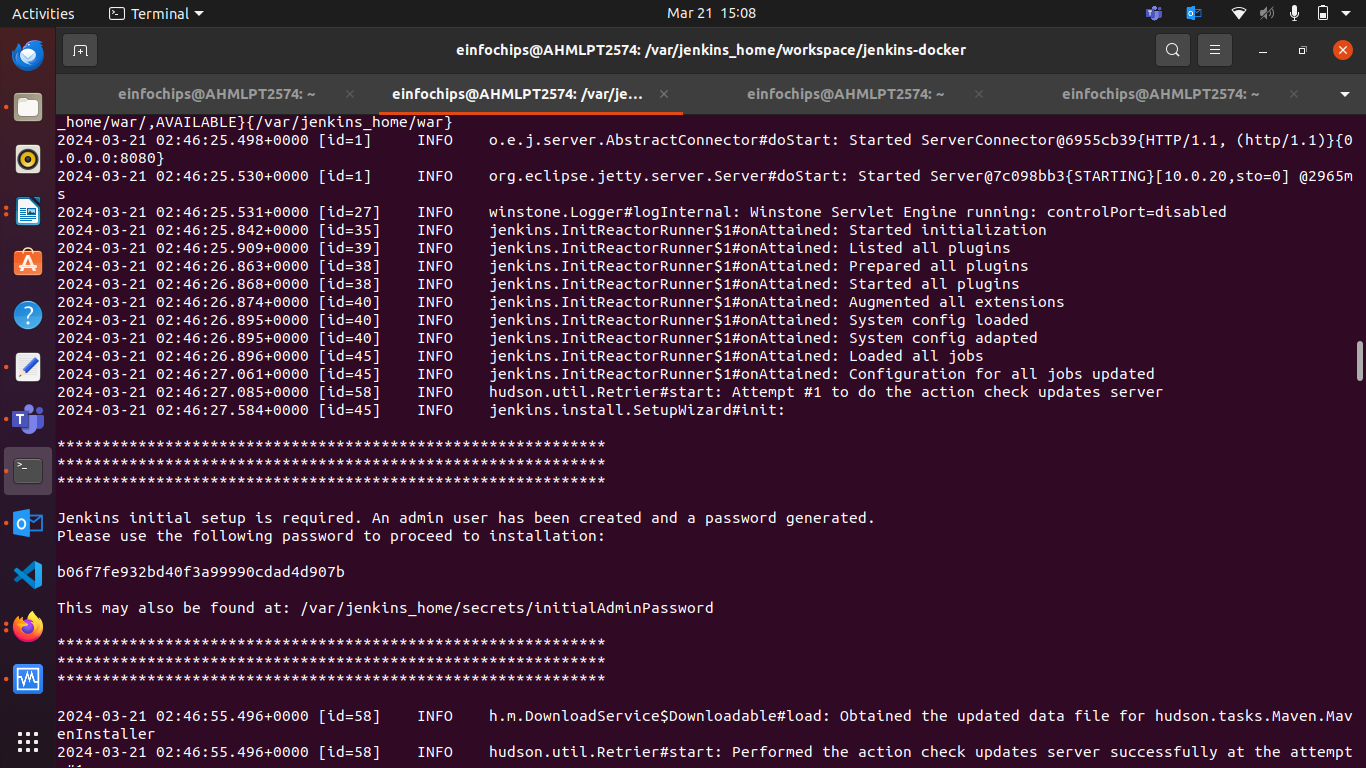 Activities
Terminal
Mar 21 15:08
einfochips@AHMLPT2574: /var/jenkins_home/workspace/jenkins-docker
einfochips@AHMLPT2574: ~
einfochips@AHMLPT2574: /var/je...
einfochips@AHMLPT2574: ~
einfochips@AHMLPT2574: ~
_home/war/,AVAILABLE}{/var/jenkins_home/war}
2024-03-21 02:46:25.498+0000 [id=1] INFO o.e.j.server.AbstractConnector#doStart: Started ServerConnector@6955cb39{HTTP/1.1, (http/1.1)}{0
.0.0.0:8080}
2024-03-21 02:46:25.530+0000 [id=1] INFO org.eclipse.jetty.server.Server#doStart: Started Server@7c098bb3{STARTING}[10.0.20,sto=0] @2965m
s
2024-03-21 02:46:25.531+0000 [id=27] INFO winstone.Logger#logInternal: Winstone Servlet Engine running: controlPort=disabled
2024-03-21 02:46:25.842+0000 [id=35] INFO jenkins.InitReactorRunner$1#onAttained: Started initialization
2024-03-21 02:46:25.909+0000 [id=39] INFO jenkins.InitReactorRunner$1#onAttained: Listed all plugins
2024-03-21 02:46:26.863+0000 [id=38] INFO jenkins.InitReactorRunner$1#onAttained: Prepared all plugins
2024-03-21 02:46:26.868+0000 [id=38] INFO jenkins.InitReactorRunner$1#onAttained: Started all plugins
2024-03-21 02:46:26.874+0000 [id=40] INFO jenkins.InitReactorRunner$1#onAttained: Augmented all extensions
2024-03-21 02:46:26.895+0000 [id=40] INFO jenkins.InitReactorRunner$1#onAttained: System config loaded
2024-03-21 02:46:26.895+0000 [id=40] INFO jenkins.InitReactorRunner$1#onAttained: System config adapted
2024-03-21 02:46:26.896+0000 [id=45] INFO jenkins.InitReactorRunner$1#onAttained: Loaded all jobs
2024-03-21 02:46:27.061+0000 [id=45] INFO jenkins.InitReactorRunner$1#onAttained: Configuration for all jobs updated
2024-03-21 02:46:27.085+0000 [id=58] INFO hudson.util.Retrier#start: Attempt #1 to do the action check updates server
2024-03-21 02:46:27.584+0000 [id=45] INFO jenkins.install.SetupWizard#init:
*************************************************************
*************************************************************
*************************************************************
Jenkins initial setup is required. An admin user has been created and a password generated.
Please use the following password to proceed to installation:
b06f7fe932bd40f3a99990cdad4d907b
This may also be found at: /var/jenkins_home/secrets/initialAdminPassword
*************************************************************
*************************************************************
*************************************************************
2024-03-21 02:46:55.496+0000 [id=58] INFO h.m.DownloadService$Downloadable#load: Obtained the updated data file for hudson.tasks.Maven.Mav
enInstaller
2024-03-21 02:46:55.496+0000 [id=58] INFO hudson.util.Retrier#start: Performed the action check updates server successfully at the attempt